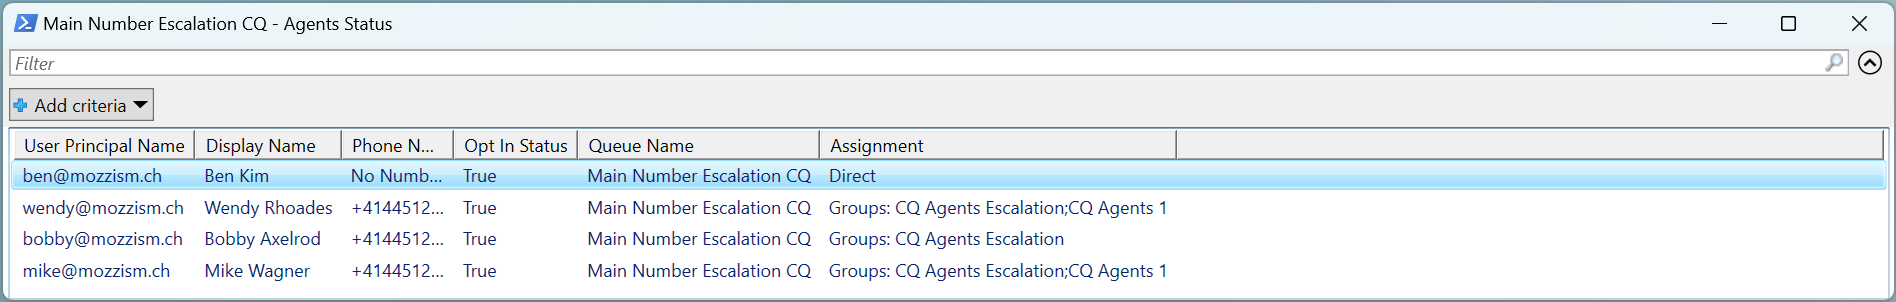 Main Number Escalation CQ - Agents Status
Filter
Add criteria
User Principal Name Display Name Phone N... Opt In Status Queue Name Assignment
ben@mozzism.ch Ben Kim No Numb... True Main Number Escalation CQ Direct
wendy@mozzism.ch Wendy Rhoades +4144512... True Main Number Escalation CQ Groups: CQ Agents Escalation;CQ Agents 1
bobby@mozzism.ch Bobby Axelrod +4144512... True Main Number Escalation CQ Groups: CQ Agents Escalation
mike@mozzism.ch Mike Wagner +4144512... True Main Number Escalation CQ Groups: CQ Agents Escalation;CQ Agents 1